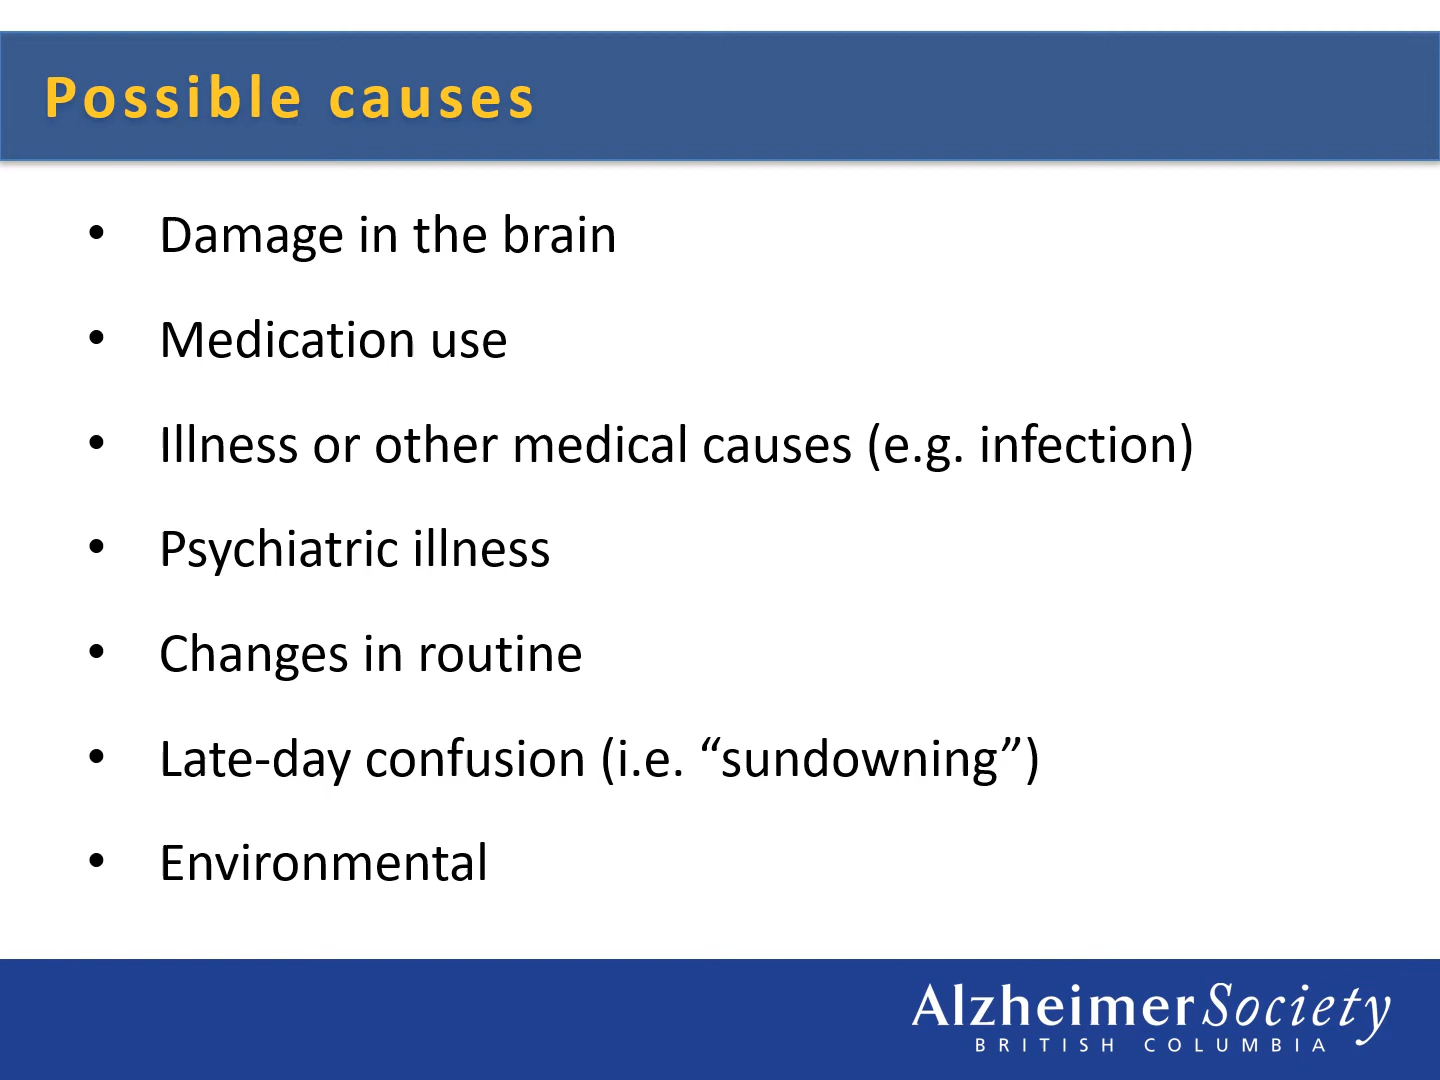 Possible causes
• Damage in the brain
• Medication use
• Illness or other medical causes (e.g. infection)
• Psychiatric illness
• Changes in routine
• Late-day confusion (i.e. “sundowning”)
• Environmental
AlzheimerSociety
BRITISH COLUMBIA